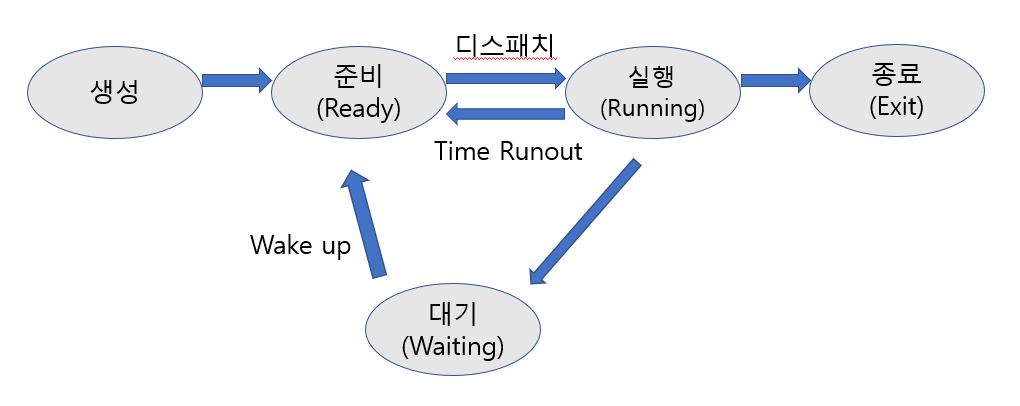 디스패치
생성
준비
(Ready)
실행
(Running)
종료
(Exit)
Time Runout
Wake up
대기
(Waiting)